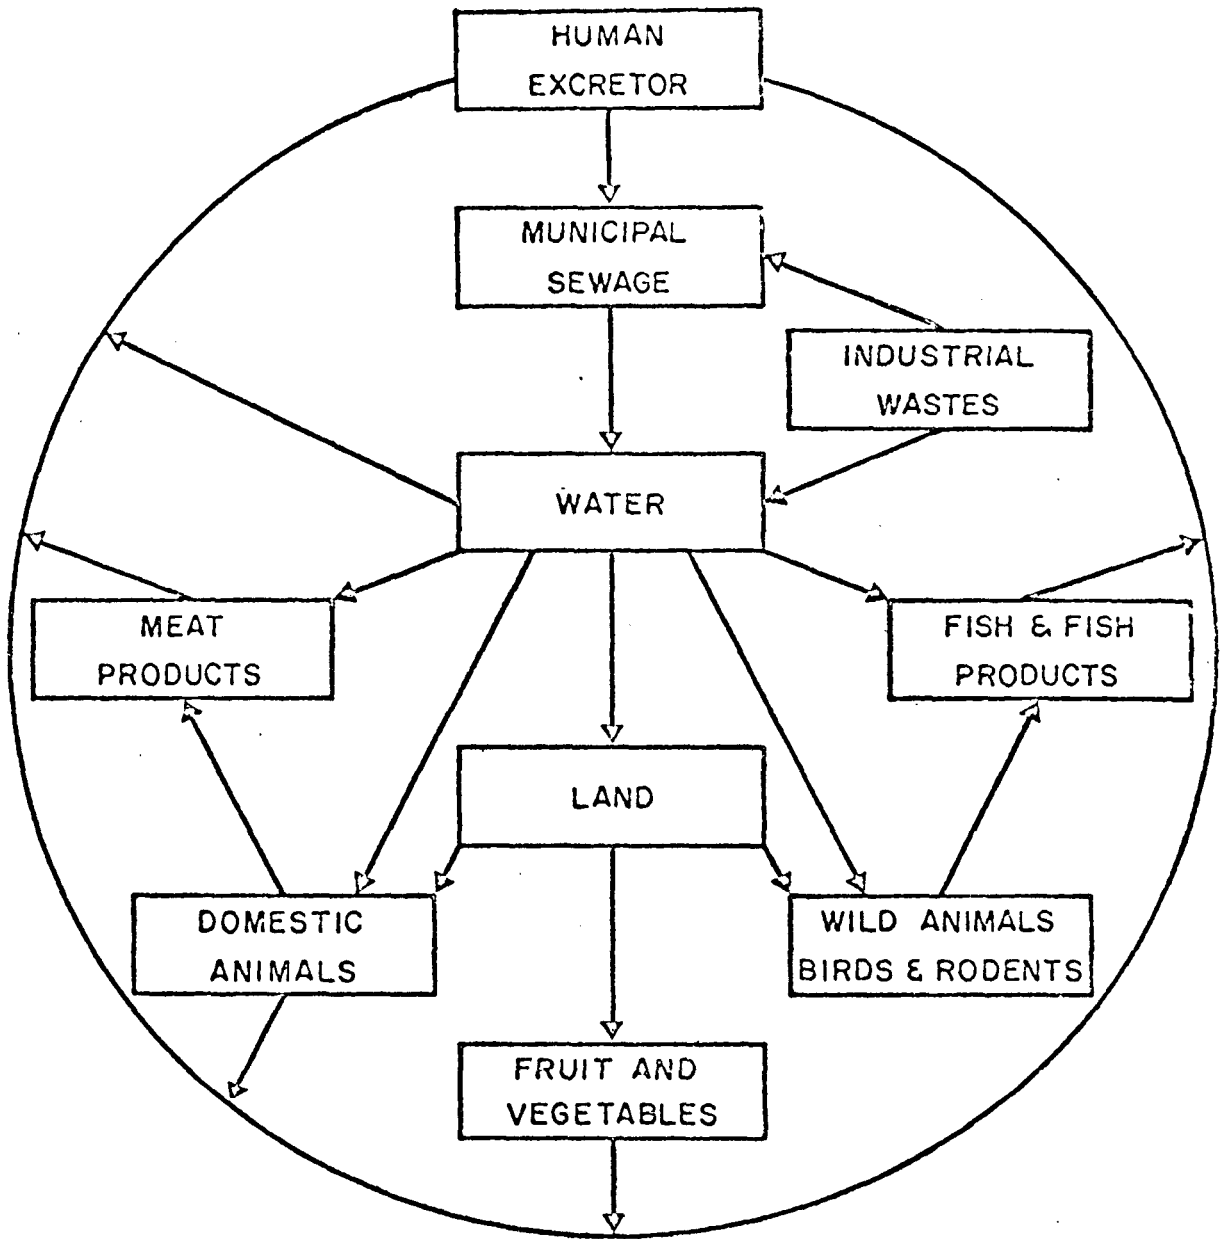 HUMAN
EXCRETOR
MUNICIPAL
SEWAGE
INDUSTRIAL
WASTES
WATER
MEAT
PRODUCTS
FISH & FISH
PRODUCTS
LAND
DOMESTIC
ANIMALS
WILD ANIMALS
BIRDS & RODENTS
FRUIT AND
VEGETABLES